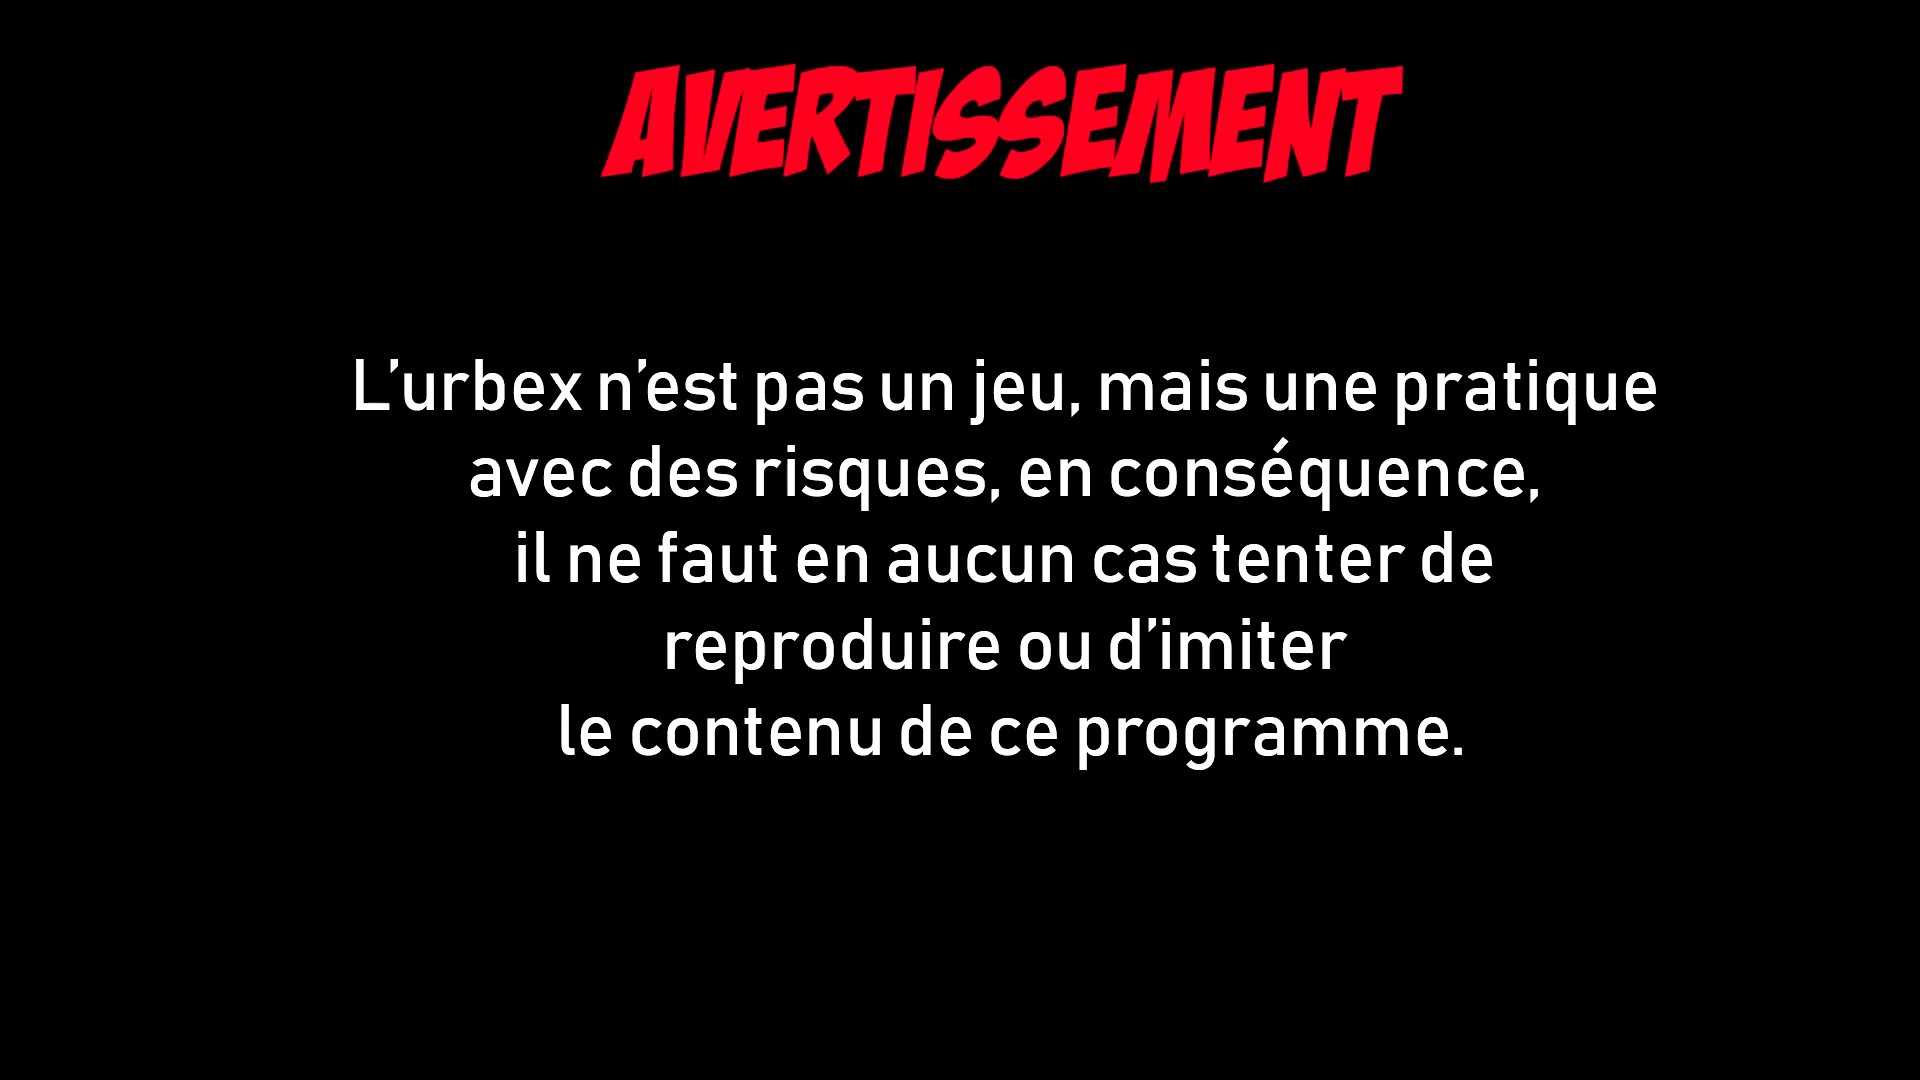 AVERTISSEMENT
L’urbex n’est pas un jeu, mais une pratique
avec des risques, en conséquence,
il ne faut en aucun cas tenter de
reproduire ou d’imiter
le contenu de ce programme.